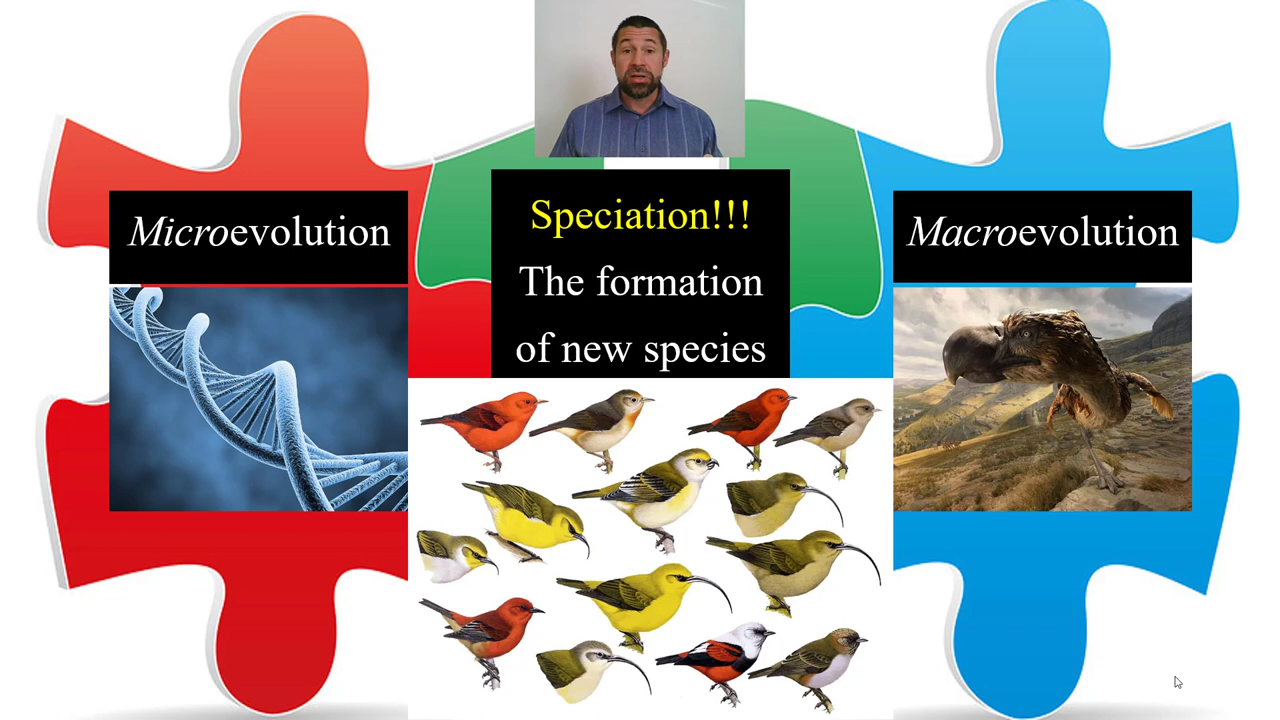 Microevolution
Speciation!!!
The formation
of new species
Macroevolution